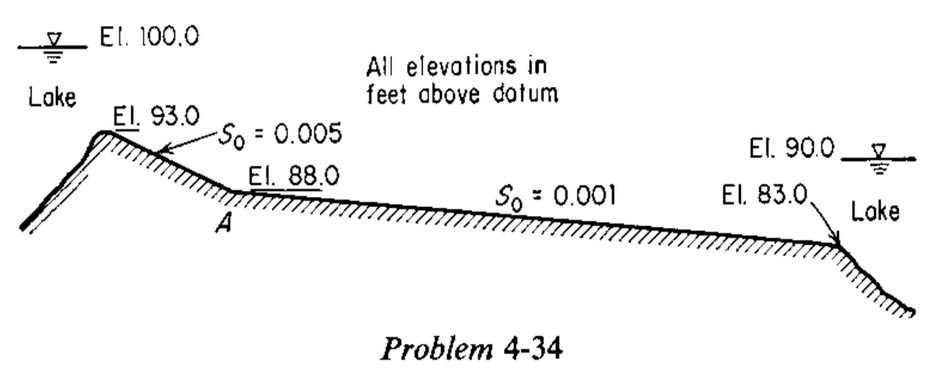 El. 100.0
All elevations in
feet above datum
Lake
El. 93.0
S₀ = 0.005
El. 90.0
El. 88.0
S₀ = 0.001
El. 83.0
Lake
A
Problem 4-34